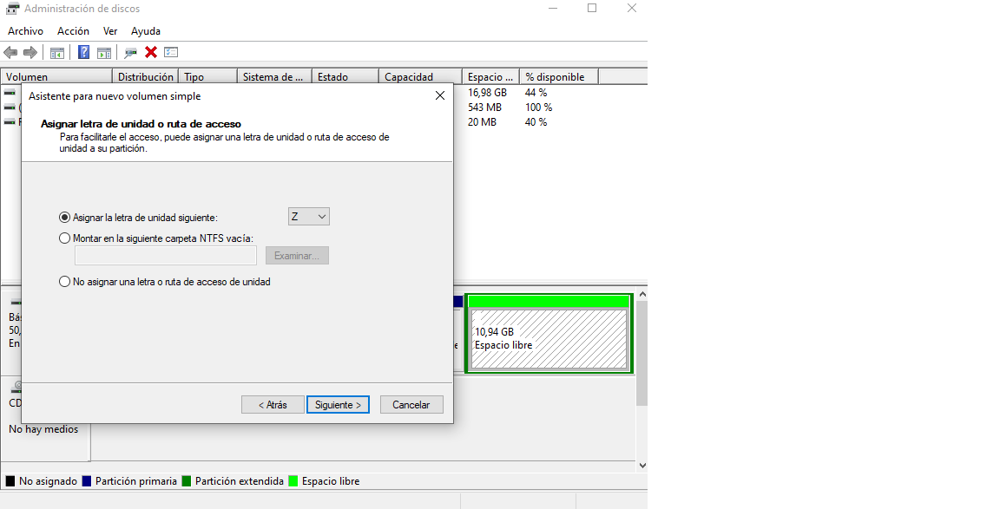 Administración de discos
Archivo Acción Ver Ayuda
Volumen Distribución Tipo Sistema de ... Estado Capacidad Espacio ... % disponible
16,98 GB 44 %
543 MB 100 %
20 MB 40 %
Asistente para nuevo volumen simple
Asignar letra de unidad o ruta de acceso
Para facilitarle el acceso, puede asignar una letra de unidad o ruta de acceso de
unidad a su partición.
Asignar la letra de unidad siguiente: Z
Montar en la siguiente carpeta NTFS vacía:
Examinar...
No asignar una letra o ruta de acceso de unidad
< Atrás Siguiente > Cancelar
Bás
50,
En
10,94 GB
Espacio libre
CD
No hay medios
No asignado Partición primaria Partición extendida Espacio libre